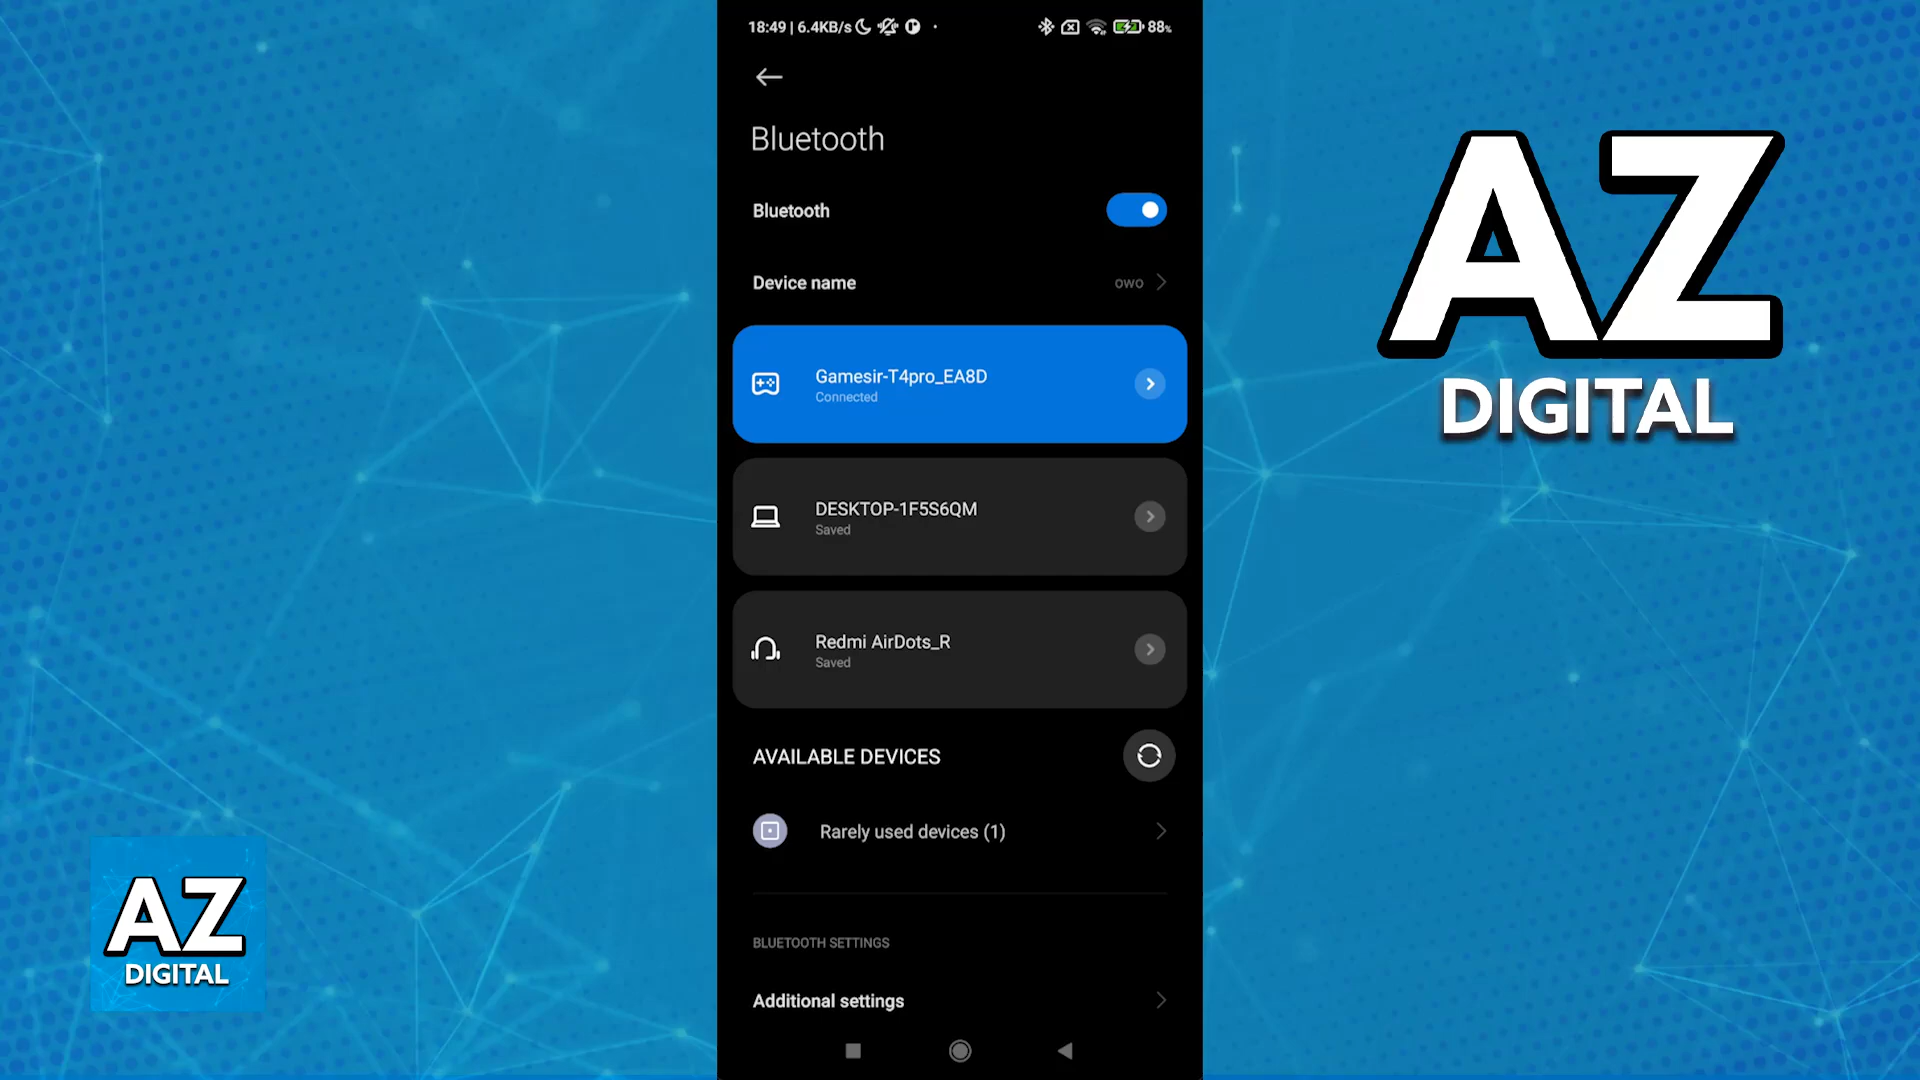 18:49 | 6.4KB/s
88%
Bluetooth
Bluetooth
Device name
owo
Gamesir-T4pro_EA8D
Connected
DESKTOP-1F5S6QM
Saved
Redmi AirDots_R
Saved
AVAILABLE DEVICES
Rarely used devices (1)
BLUETOOTH SETTINGS
Additional settings
AZ
DIGITAL
AZ
DIGITAL